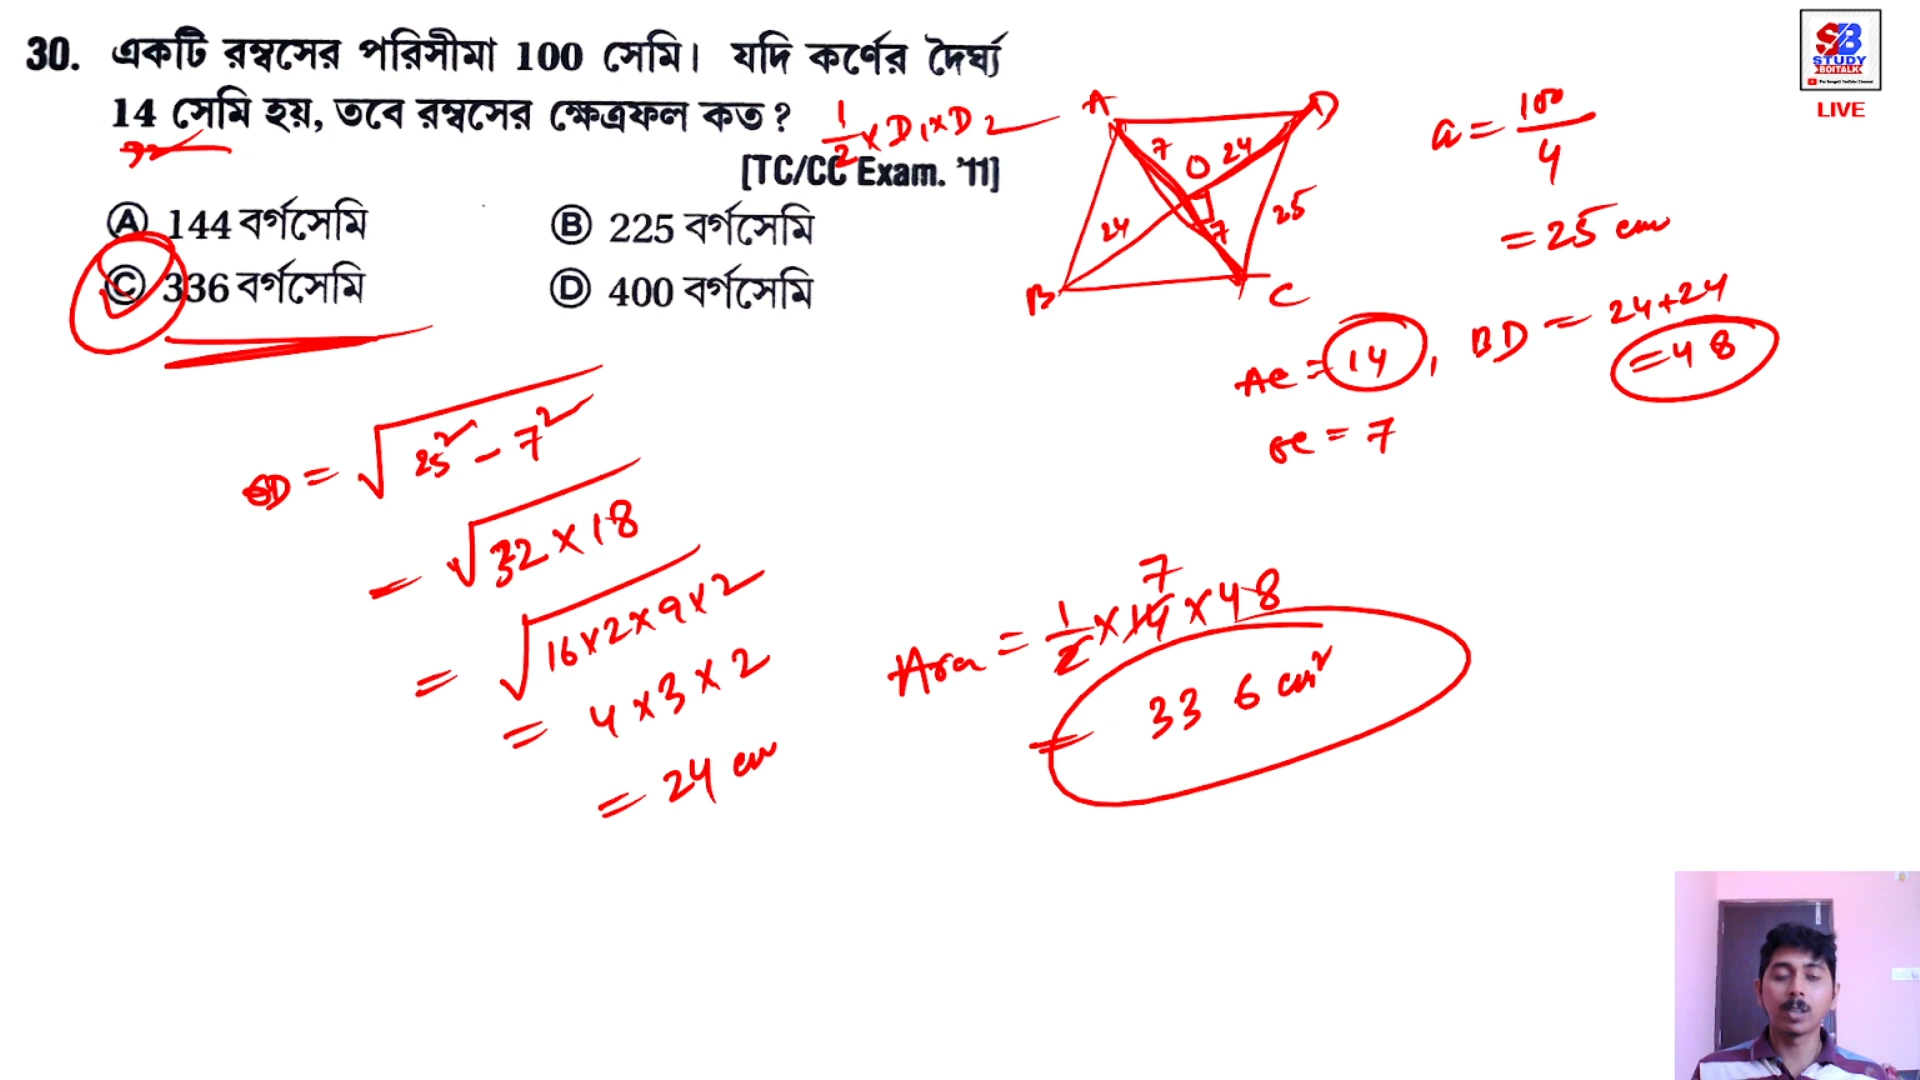 30. একটি রম্বসের পরিসীমা 100 সেমি। যদি কর্ণের দৈর্ঘ্য
14 সেমি হয়, তবে রম্বসের ক্ষেত্রফল কত?
1/2 × D1 × D2
[TC/CC Exam. '11]
Ⓐ 144 বর্গসেমি Ⓑ 225 বর্গসেমি
Ⓒ 336 বর্গসেমি Ⓓ 400 বর্গসেমি
A D
7 O 24
24 7 25
B C
a = 100/4
= 25 cm
AC = 14, BD = 24+24
= 48
OC = 7
OD = √25² - 7²
= √32 × 18
= √16×2×9×2
= 4 × 3 × 2
= 24 cm
7
Area = 1/2 × 14 × 48
= 336 cm²
SB
STUDY
BOITALK
LIVE